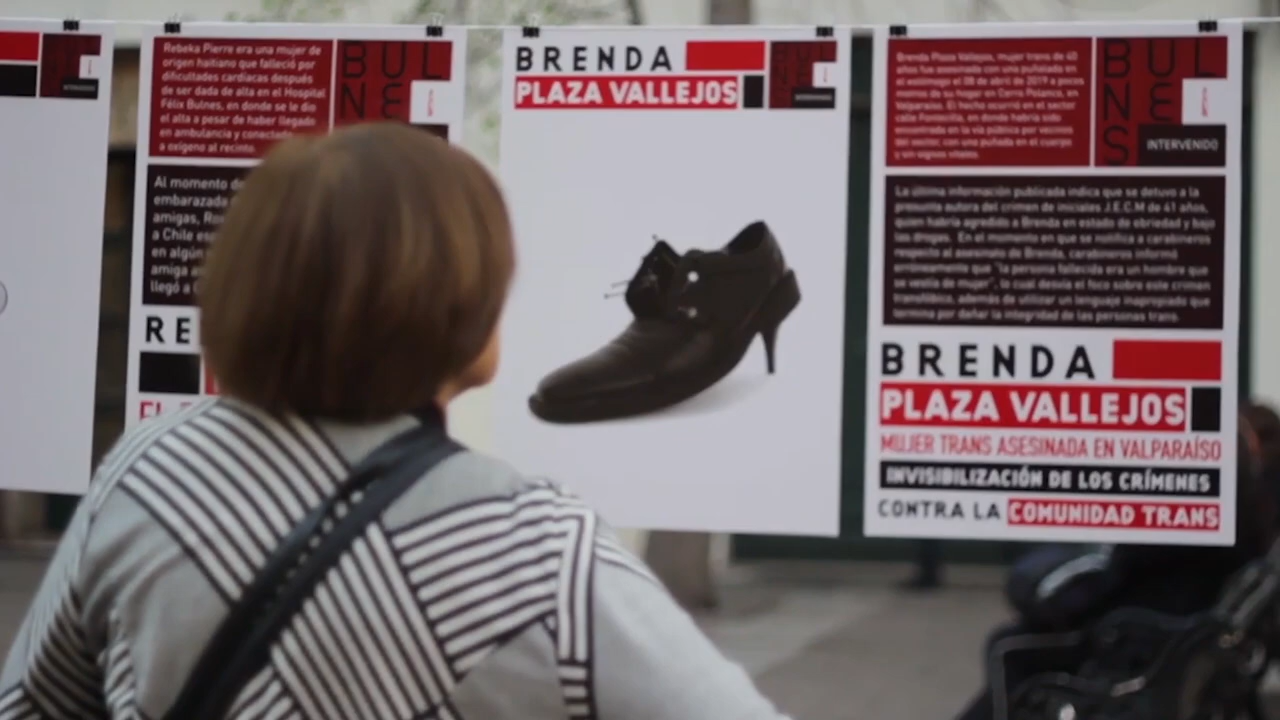 Rebeka Pierre era una mujer de
origen haitiano que falleció por
dificultades cardiacas después
de ser dada de alta en el Hospital
Félix Bulnes, en donde se le dio
el alta a pesar de haber llegado
en ambulancia y conectado
a oxígeno al recinto.
BUL
NE
Al momento de
embarazada
amigas,
a Chile
en algún
amiga
llegó a
RE
BRENDA
PLAZA VALLEJOS
Brenda Plaza Vallejos, mujer trans de 40
años fue asesinada con una puñalada en
el estómago el 08 de abril de 2019 a pocos
metros de su hogar en Cerro Polanco, en
Valparaíso. El hecho ocurrió en el sector
calle Fontecilla, en donde habría sido
encontrada en la vía pública por vecinos
del sector, con una puñada en el cuerpo
y sin signos vitales.
BUL
NE
NS
INTERVENIDO
La última información publicada indica que se detuvo a la
presunta autora del crimen de iniciales J.E.C.M de 41 años,
quien habría agredido a Brenda en estado de ebriedad y bajo
las drogas. En el momento en que se notifica a carabineros
respecto al asesinato de Brenda, carabineros informó
erróneamente que "la persona fallecida era un hombre que
se vestía de mujer", lo cual desvía el foco sobre este crimen
transfóbico, además de utilizar un lenguaje inapropiado que
termina por dañar la integridad de las personas trans.
BRENDA
PLAZA VALLEJOS
MUJER TRANS ASESINADA EN VALPARAÍSO
INVISIBILIZACIÓN DE LOS CRÍMENES
CONTRA LA COMUNIDAD TRANS